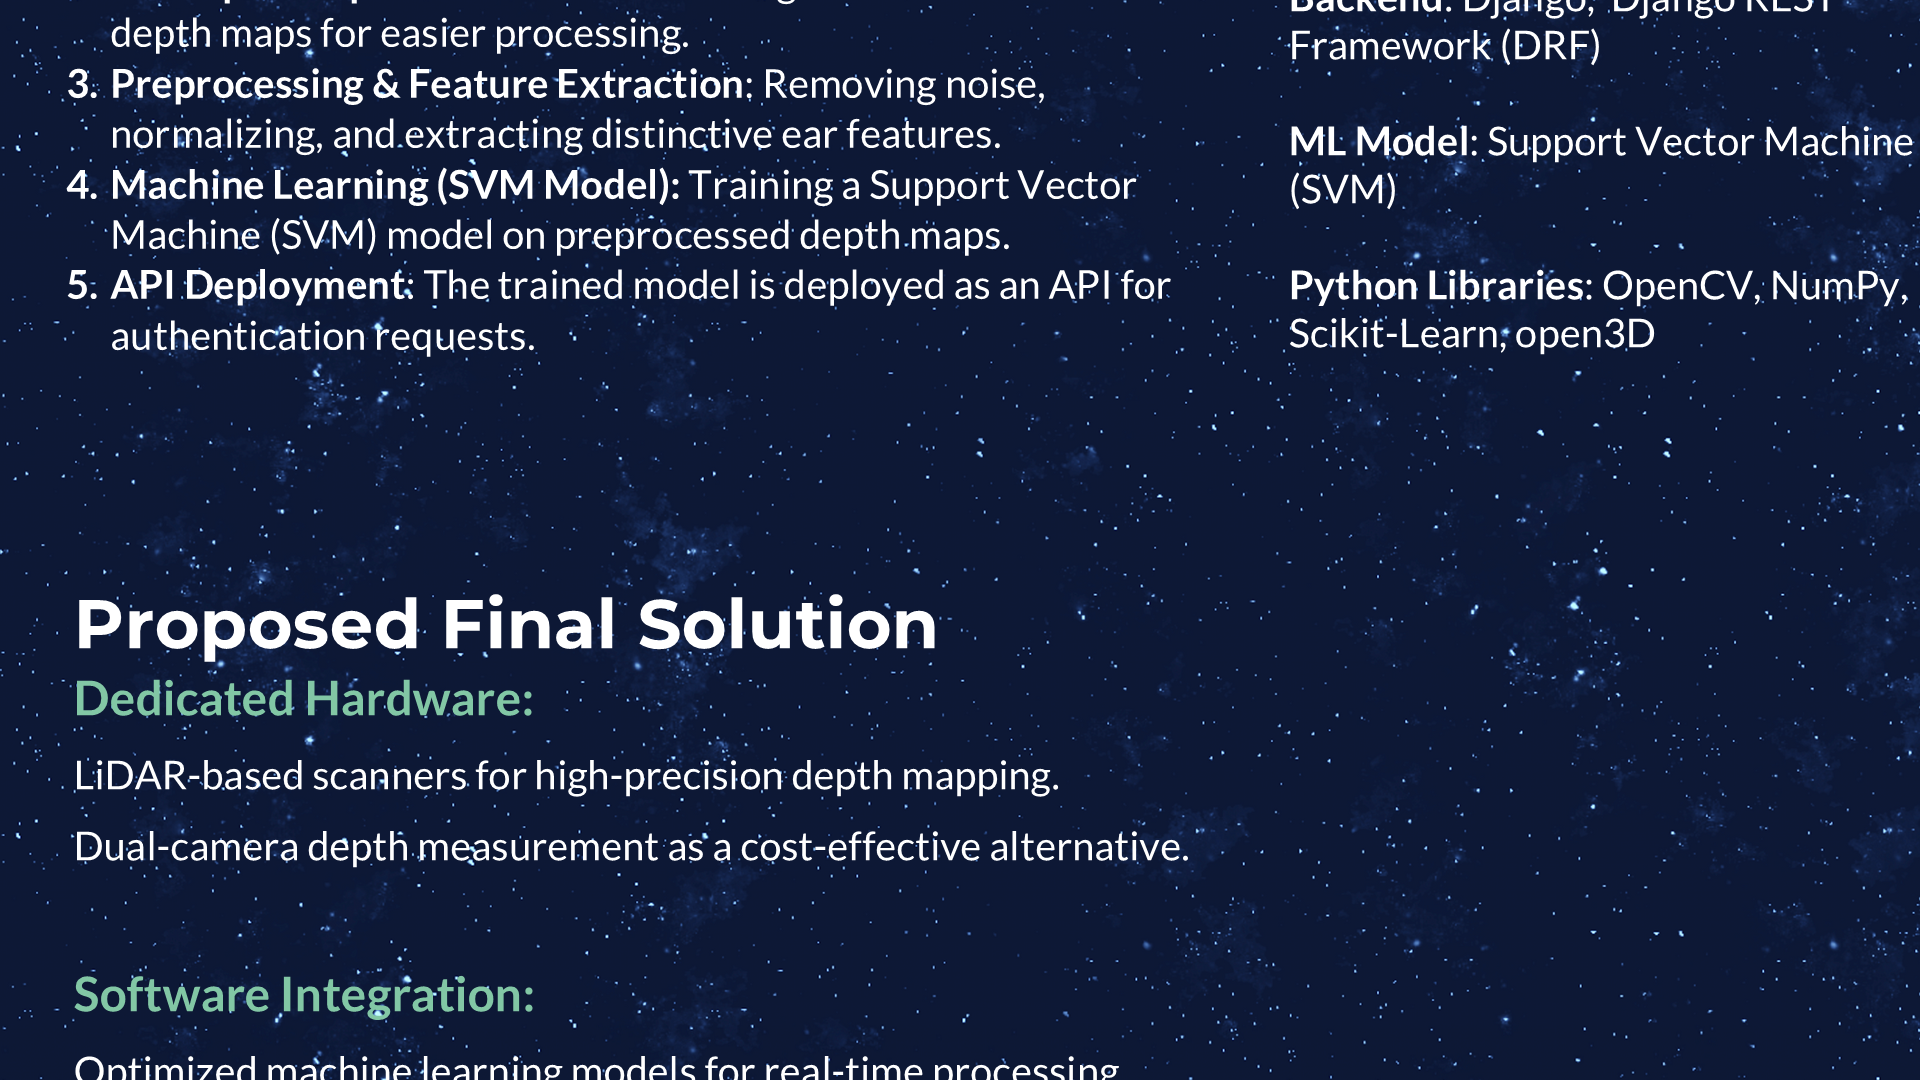 depth maps for easier processing.
3. Preprocessing & Feature Extraction: Removing noise,
normalizing, and extracting distinctive ear features.
4. Machine Learning (SVM Model): Training a Support Vector
Machine (SVM) model on preprocessed depth maps.
5. API Deployment: The trained model is deployed as an API for
authentication requests.
Backend: Django, Django REST
Framework (DRF)
ML Model: Support Vector Machine
(SVM)
Python Libraries: OpenCV, NumPy,
Scikit-Learn, open3D
Proposed Final Solution
Dedicated Hardware:
LiDAR-based scanners for high-precision depth mapping.
Dual-camera depth measurement as a cost-effective alternative.
Software Integration:
Optimized machine learning models for real-time processing